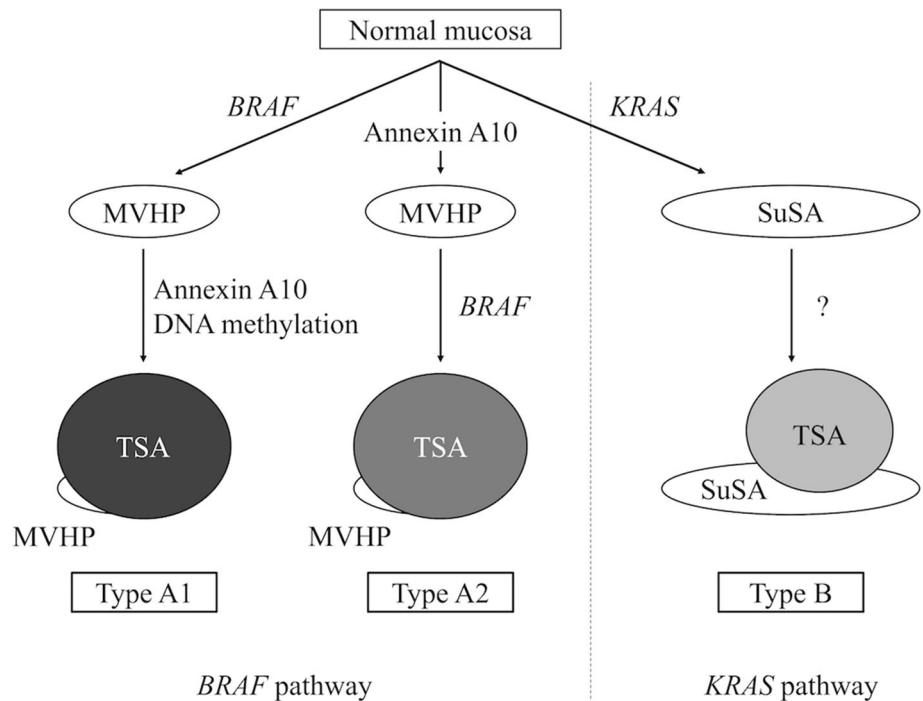 Normal mucosa
BRAF
Annexin A10
KRAS
MVHP
MVHP
SuSA
Annexin A10
DNA methylation
BRAF
?
TSA
TSA
TSA
SuSA
MVHP
MVHP
Type A1
Type A2
Type B
BRAF pathway
KRAS pathway